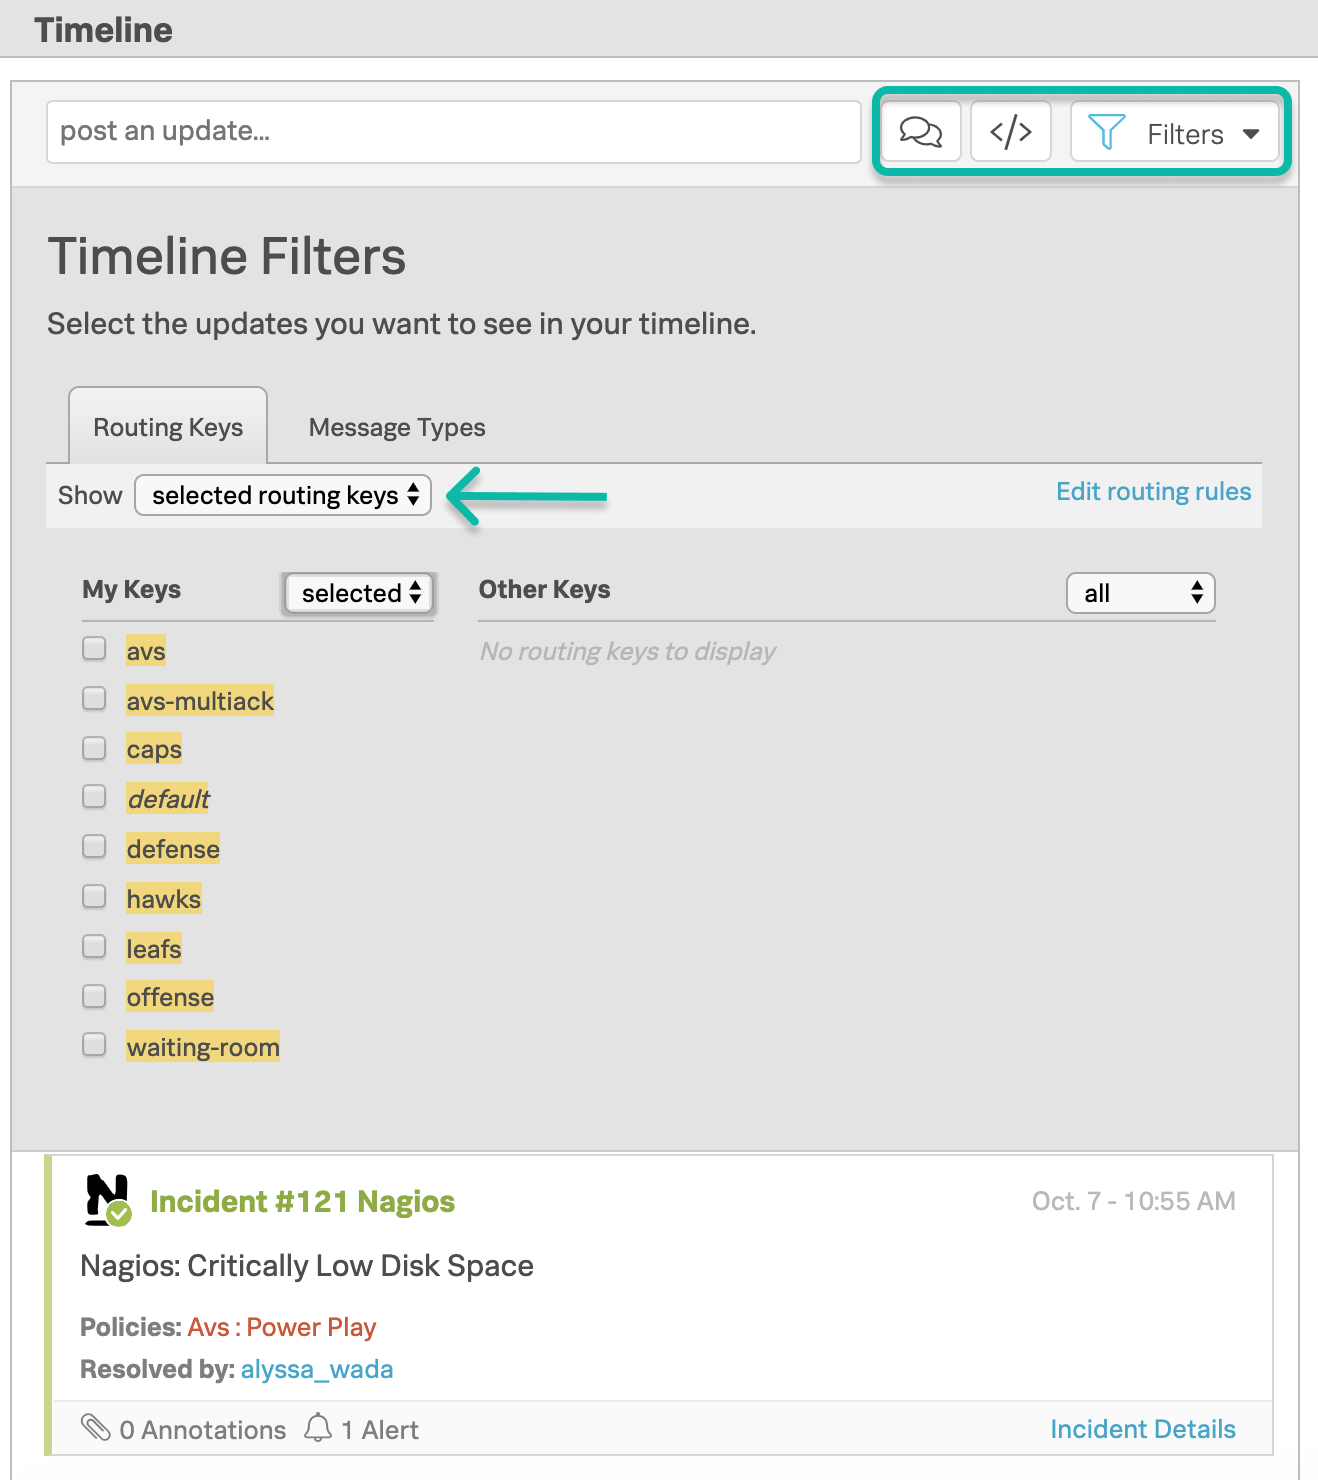 Timeline
post an update...
</> Filters
Timeline Filters
Select the updates you want to see in your timeline.
Routing Keys Message Types
Show selected routing keys Edit routing rules
My Keys selected Other Keys all
avs No routing keys to display
avs-multiack
caps
default
defense
hawks
leafs
offense
waiting-room
Incident #121 Nagios Oct. 7 - 10:55 AM
Nagios: Critically Low Disk Space
Policies: Avs : Power Play
Resolved by: alyssa_wada
0 Annotations 1 Alert Incident Details